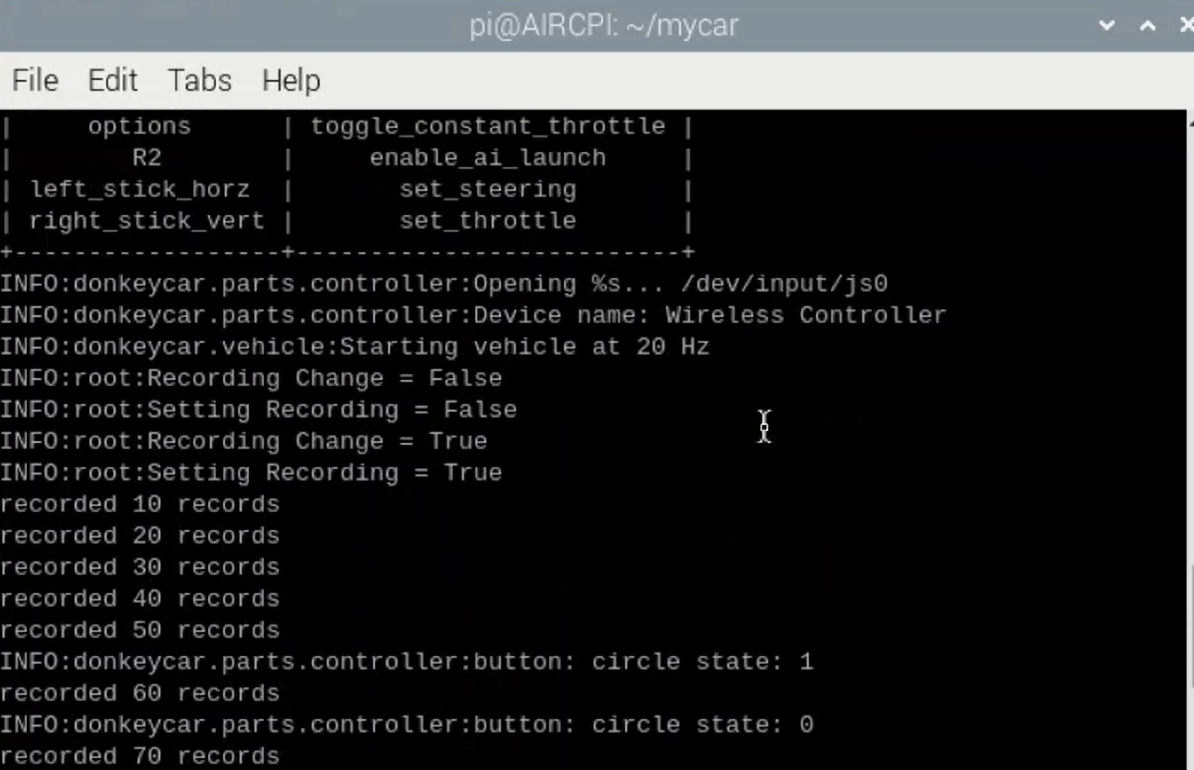 pi@AIRCPI: ~/mycar
File Edit Tabs Help
|     options      | toggle_constant_throttle |
|        R2        |     enable_ai_launch     |
| left_stick_horz  |       set_steering       |
| right_stick_vert |       set_throttle       |
+------------------+--------------------------+
INFO:donkeycar.parts.controller:Opening %s... /dev/input/js0
INFO:donkeycar.parts.controller:Device name: Wireless Controller
INFO:donkeycar.vehicle:Starting vehicle at 20 Hz
INFO:root:Recording Change = False
INFO:root:Setting Recording = False
INFO:root:Recording Change = True
INFO:root:Setting Recording = True
recorded 10 records
recorded 20 records
recorded 30 records
recorded 40 records
recorded 50 records
INFO:donkeycar.parts.controller:button: circle state: 1
recorded 60 records
INFO:donkeycar.parts.controller:button: circle state: 0
recorded 70 records